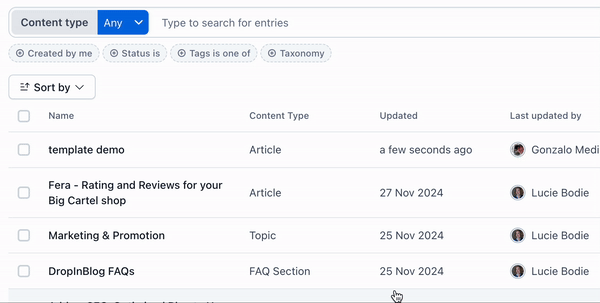 Content type Any Type to search for entries
Created by me Status is Tags is one of Taxonomy
Sort by
Name Content Type Updated Last updated by
template demo Article a few seconds ago Gonzalo Medi
Fera - Rating and Reviews for your
Big Cartel shop Article 27 Nov 2024 Lucie Bodie
Marketing & Promotion Topic 25 Nov 2024 Lucie Bodie
DropInBlog FAQs FAQ Section 25 Nov 2024 Lucie Bodie